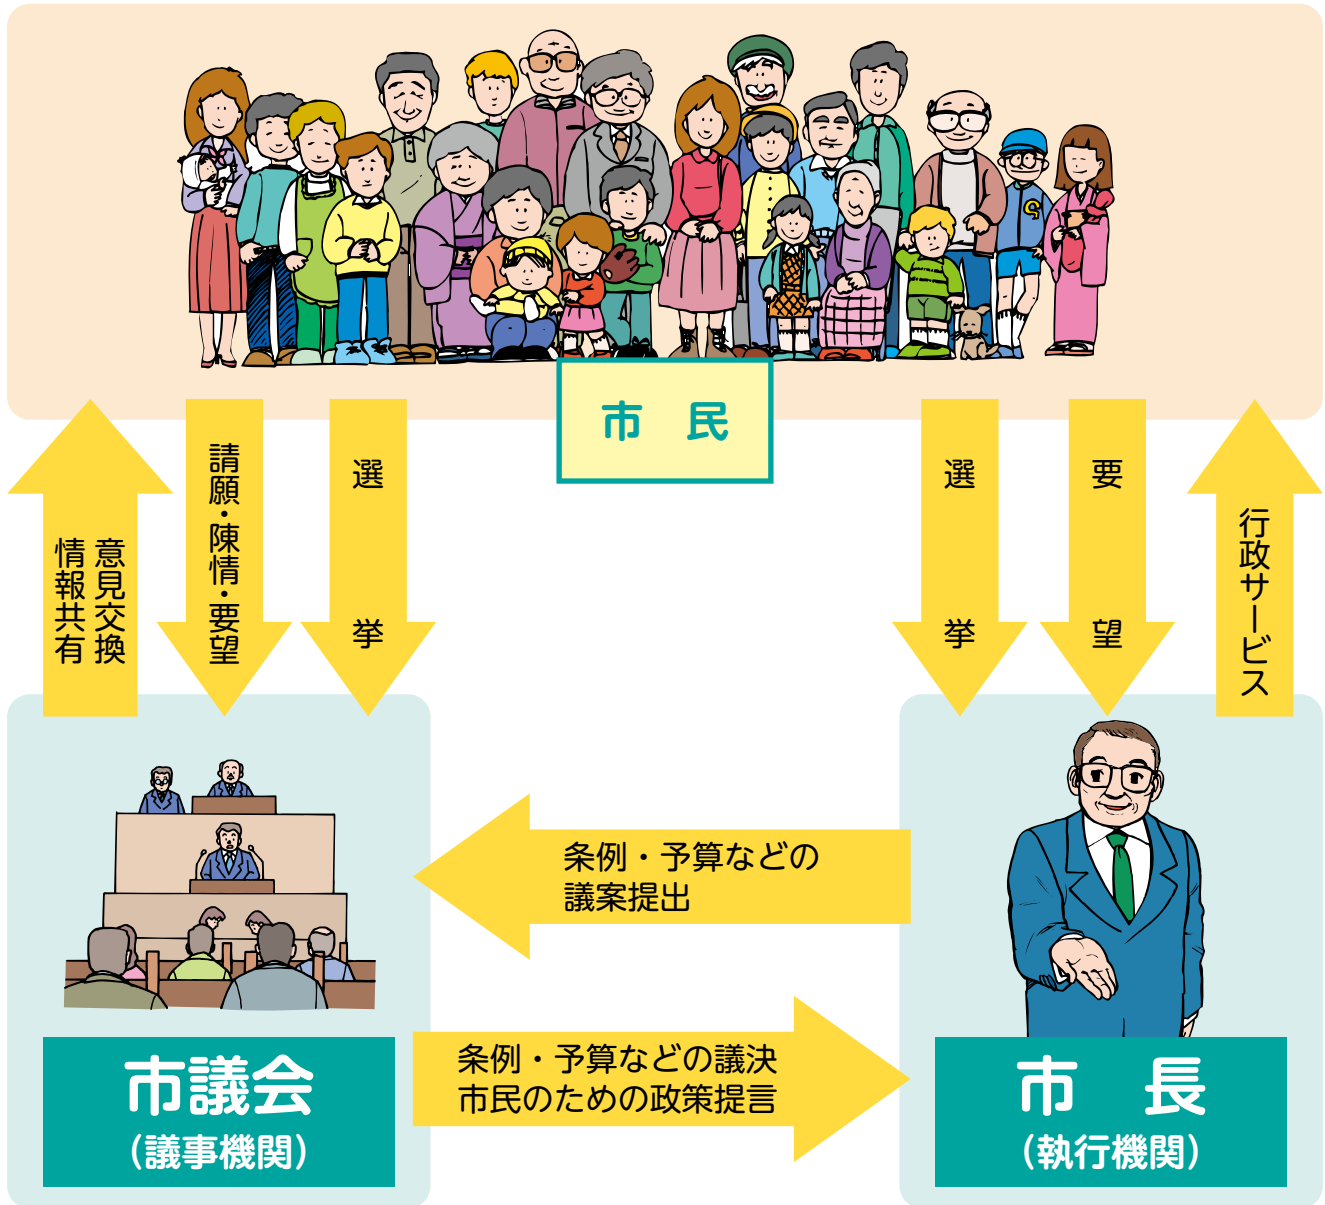 市　民
情報共有
意見交換
請願・陳情・要望
選　挙
選　挙
要　望
行政サービス
条例・予算などの
議案提出
条例・予算などの議決
市民のための政策提言
市議会
（議事機関）
市　長
（執行機関）